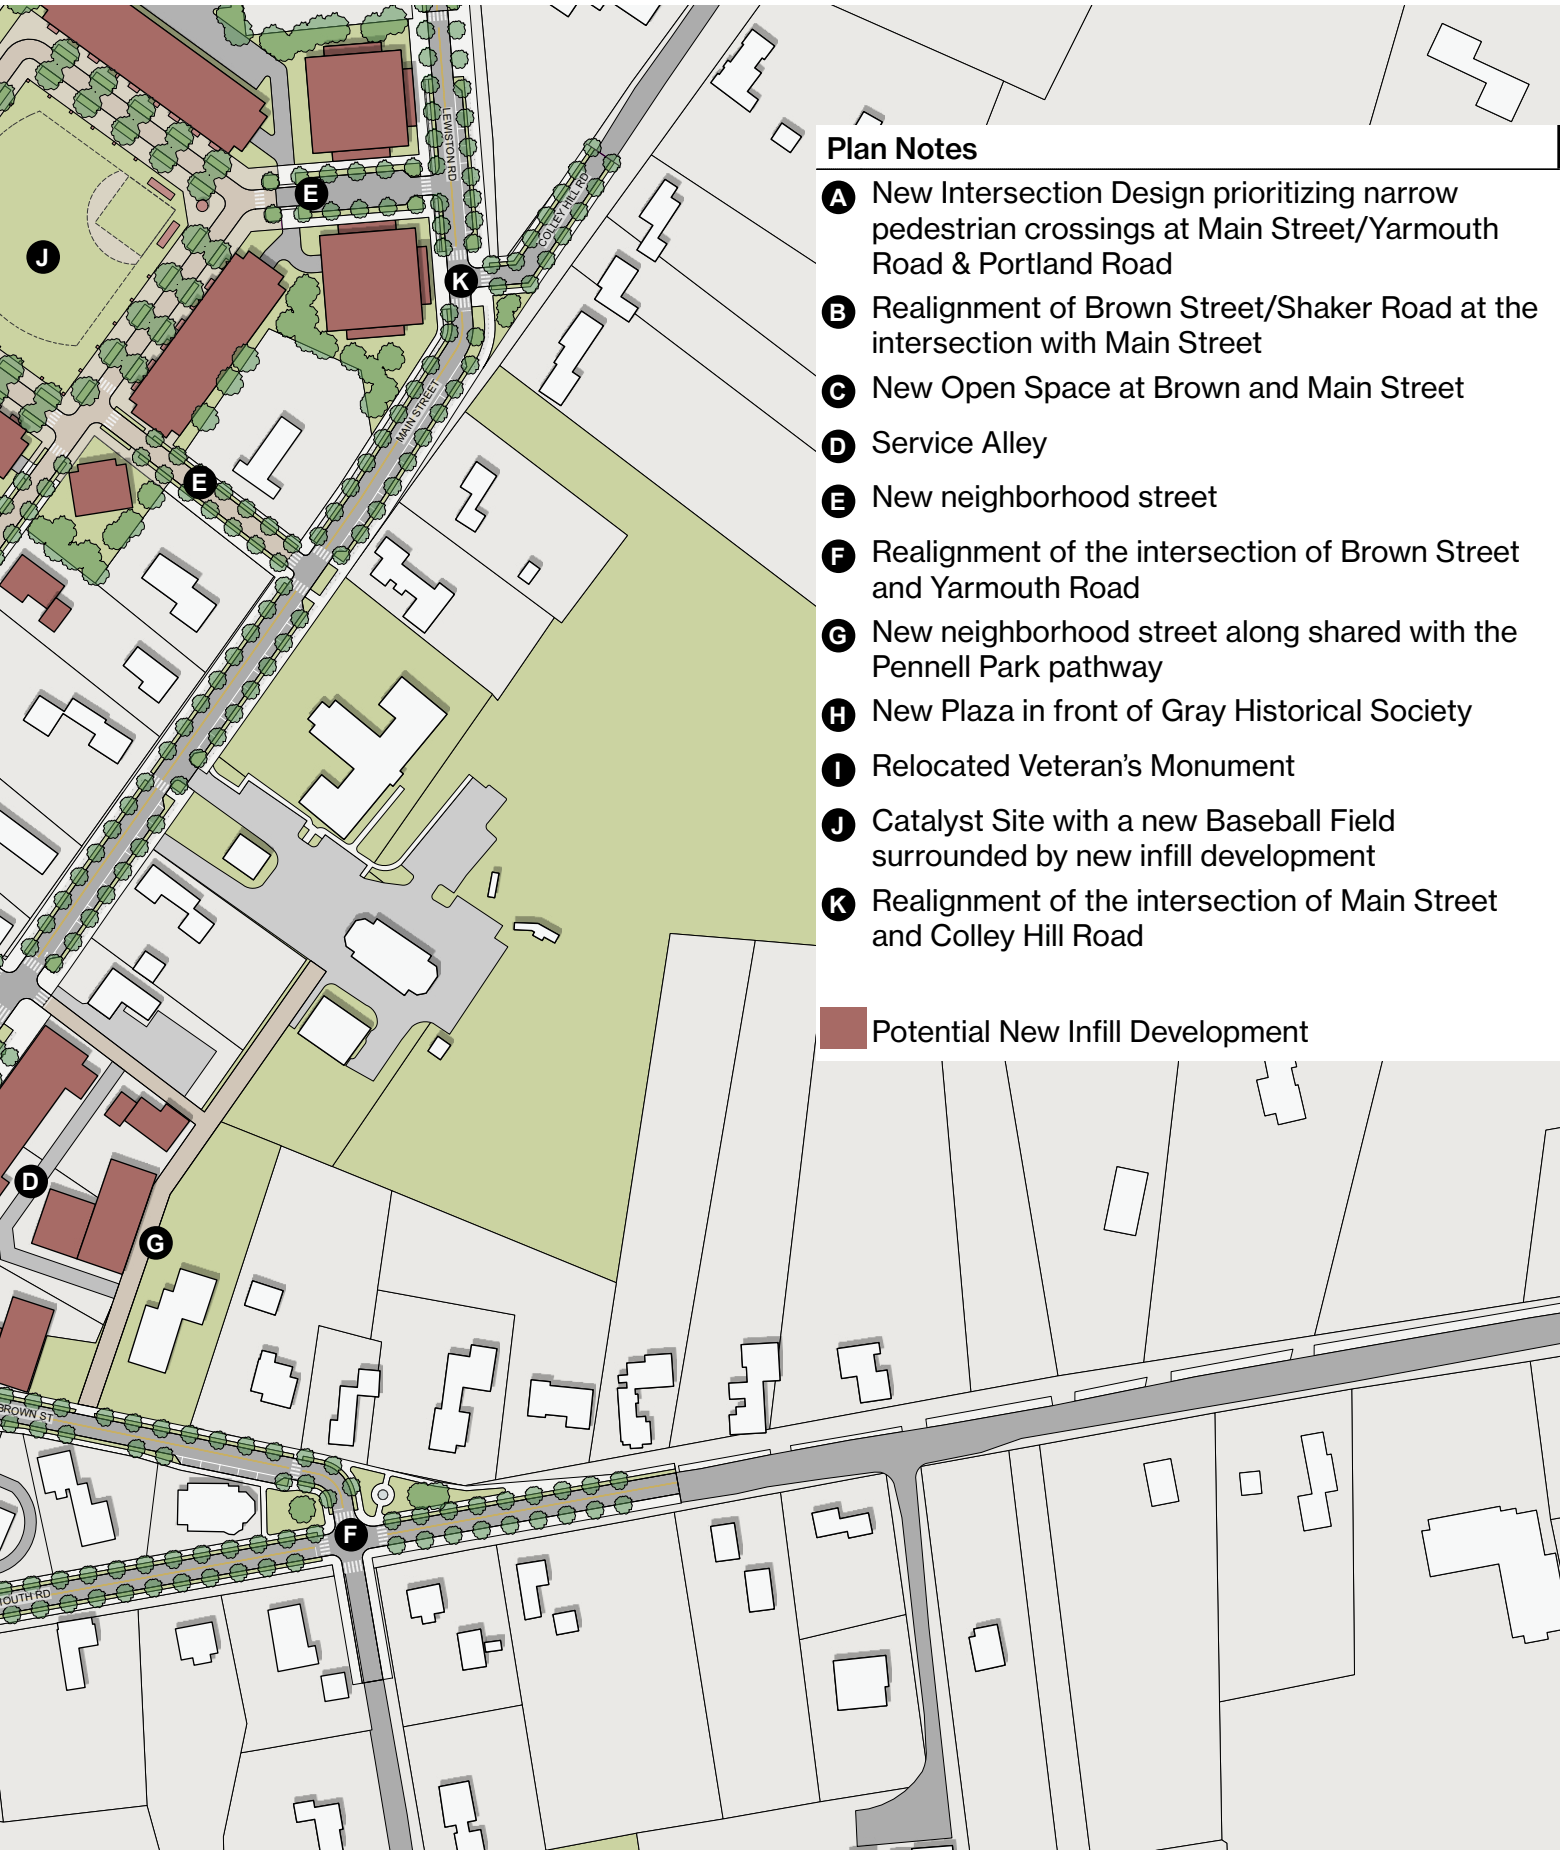 LEWISTON RD
COLLEY HILL RD
MAIN STREET
E
J
K
E
D
G
BROWN ST
F
OUTH RD
Plan Notes
A New Intersection Design prioritizing narrow
pedestrian crossings at Main Street/Yarmouth
Road & Portland Road
B Realignment of Brown Street/Shaker Road at the
intersection with Main Street
C New Open Space at Brown and Main Street
D Service Alley
E New neighborhood street
F Realignment of the intersection of Brown Street
and Yarmouth Road
G New neighborhood street along shared with the
Pennell Park pathway
H New Plaza in front of Gray Historical Society
I Relocated Veteran's Monument
J Catalyst Site with a new Baseball Field
surrounded by new infill development
K Realignment of the intersection of Main Street
and Colley Hill Road
Potential New Infill Development